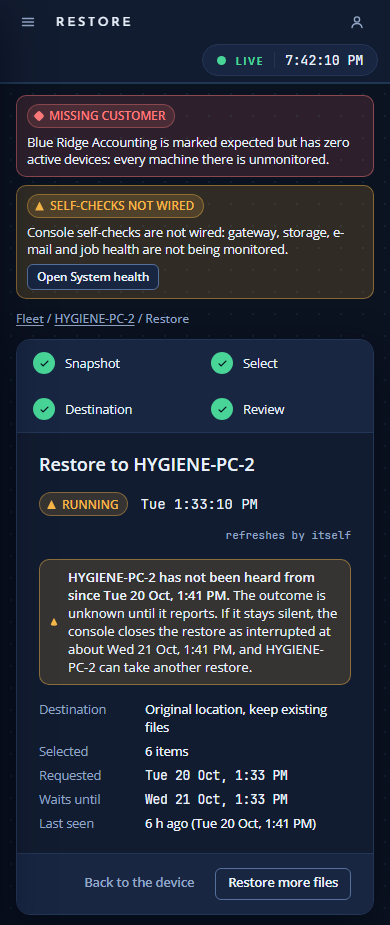 RESTORE
LIVE 7:42:10 PM
MISSING CUSTOMER
Blue Ridge Accounting is marked expected but has zero
active devices: every machine there is unmonitored.
SELF-CHECKS NOT WIRED
Console self-checks are not wired: gateway, storage, e-
mail and job health are not being monitored.
Open System health
Fleet / HYGIENE-PC-2 / Restore
Snapshot
Select
Destination
Review
Restore to HYGIENE-PC-2
RUNNING Tue 1:33:10 PM
refreshes by itself
HYGIENE-PC-2 has not been heard from
since Tue 20 Oct, 1:41 PM. The outcome is
unknown until it reports. If it stays silent, the
console closes the restore as interrupted at
about Wed 21 Oct, 1:41 PM, and HYGIENE-
PC-2 can take another restore.
Destination Original location, keep existing
files
Selected 6 items
Requested Tue 20 Oct, 1:33 PM
Waits until Wed 21 Oct, 1:33 PM
Last seen 6 h ago (Tue 20 Oct, 1:41 PM)
Back to the device
Restore more files